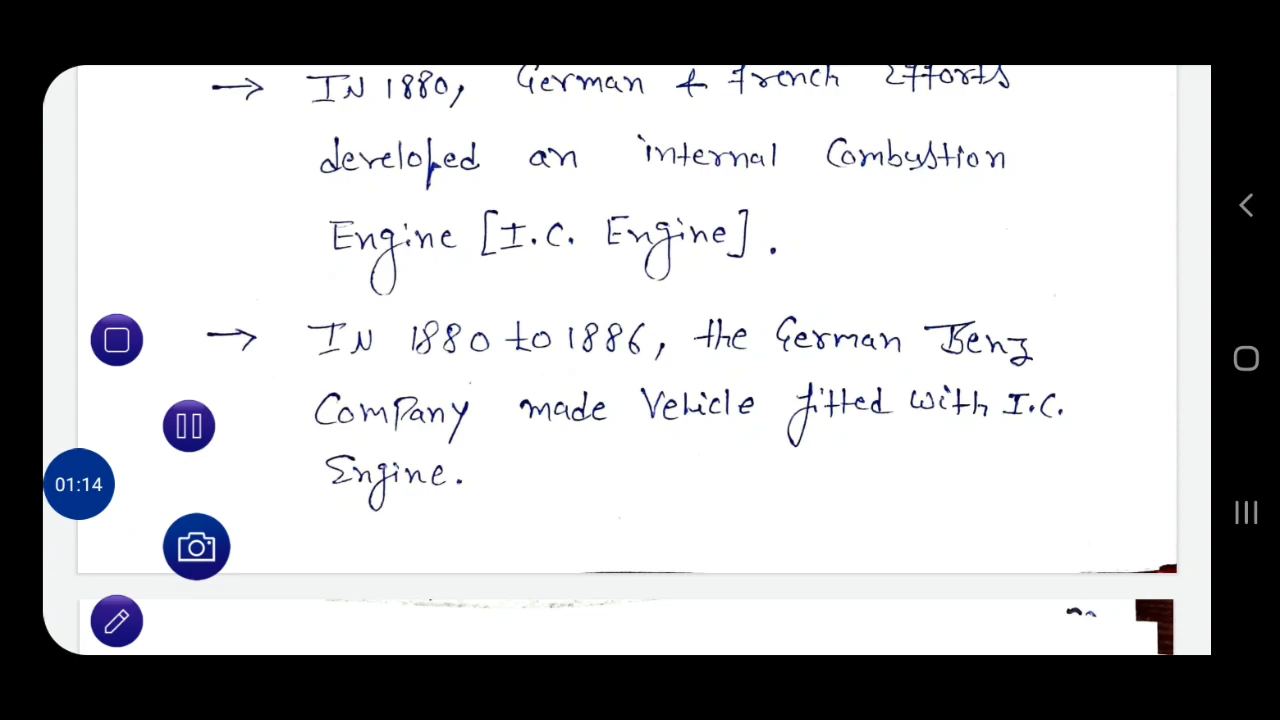 → IN 1880, German & French Efforts
developed an internal Combustion
Engine [I.C. Engine].
→ IN 1880 to 1886, the German Benz
Company made Vehicle fitted with I.C.
Engine.
01:14